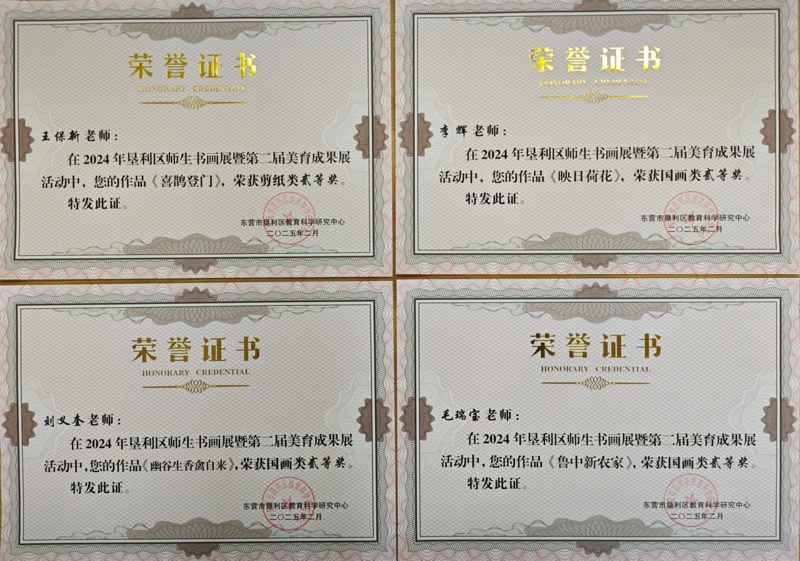 荣誉证书
HONORARY CREDENTIAL
王保新老师：
在2024年垦利区师生书画展暨第二届美育成果展
活动中，您的作品《喜鹊登门》，荣获剪纸类贰等奖。
特发此证。
东营市垦利区教育科学研究中心
二〇二五年二月
荣誉证书
HONORARY CREDENTIAL
李辉老师：
在2024年垦利区师生书画展暨第二届美育成果展
活动中，您的作品《映日荷花》，荣获国画类贰等奖。
特发此证。
东营市垦利区教育科学研究中心
二〇二五年二月
荣誉证书
HONORARY CREDENTIAL
刘义奎老师：
在2024年垦利区师生书画展暨第二届美育成果展
活动中，您的作品《幽谷生香禽自来》，荣获国画类贰等奖。
特发此证。
东营市垦利区教育科学研究中心
二〇二五年二月
荣誉证书
HONORARY CREDENTIAL
毛瑞宝老师：
在2024年垦利区师生书画展暨第二届美育成果展
活动中，您的作品《鲁中新农家》，荣获国画类贰等奖。
特发此证。
东营市垦利区教育科学研究中心
二〇二五年二月